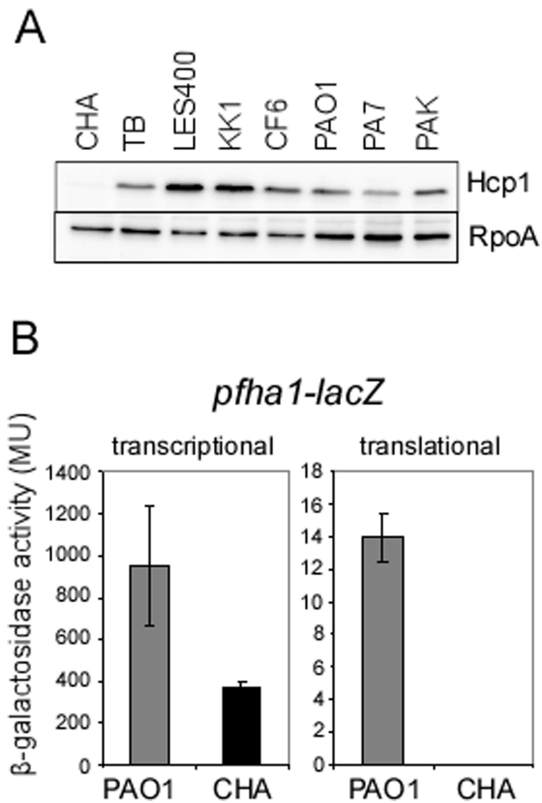 A
CHA TB LES400 KK1 CF6 PAO1 PA7 PAK
Hcp1
RpoA
B
pfha1-lacZ
transcriptional translational
β-galactosidase activity (MU)
1400 18
1200 16
1000 14
800 12
600 10
400 8
200 6
0 4
2
0
PAO1 CHA PAO1 CHA